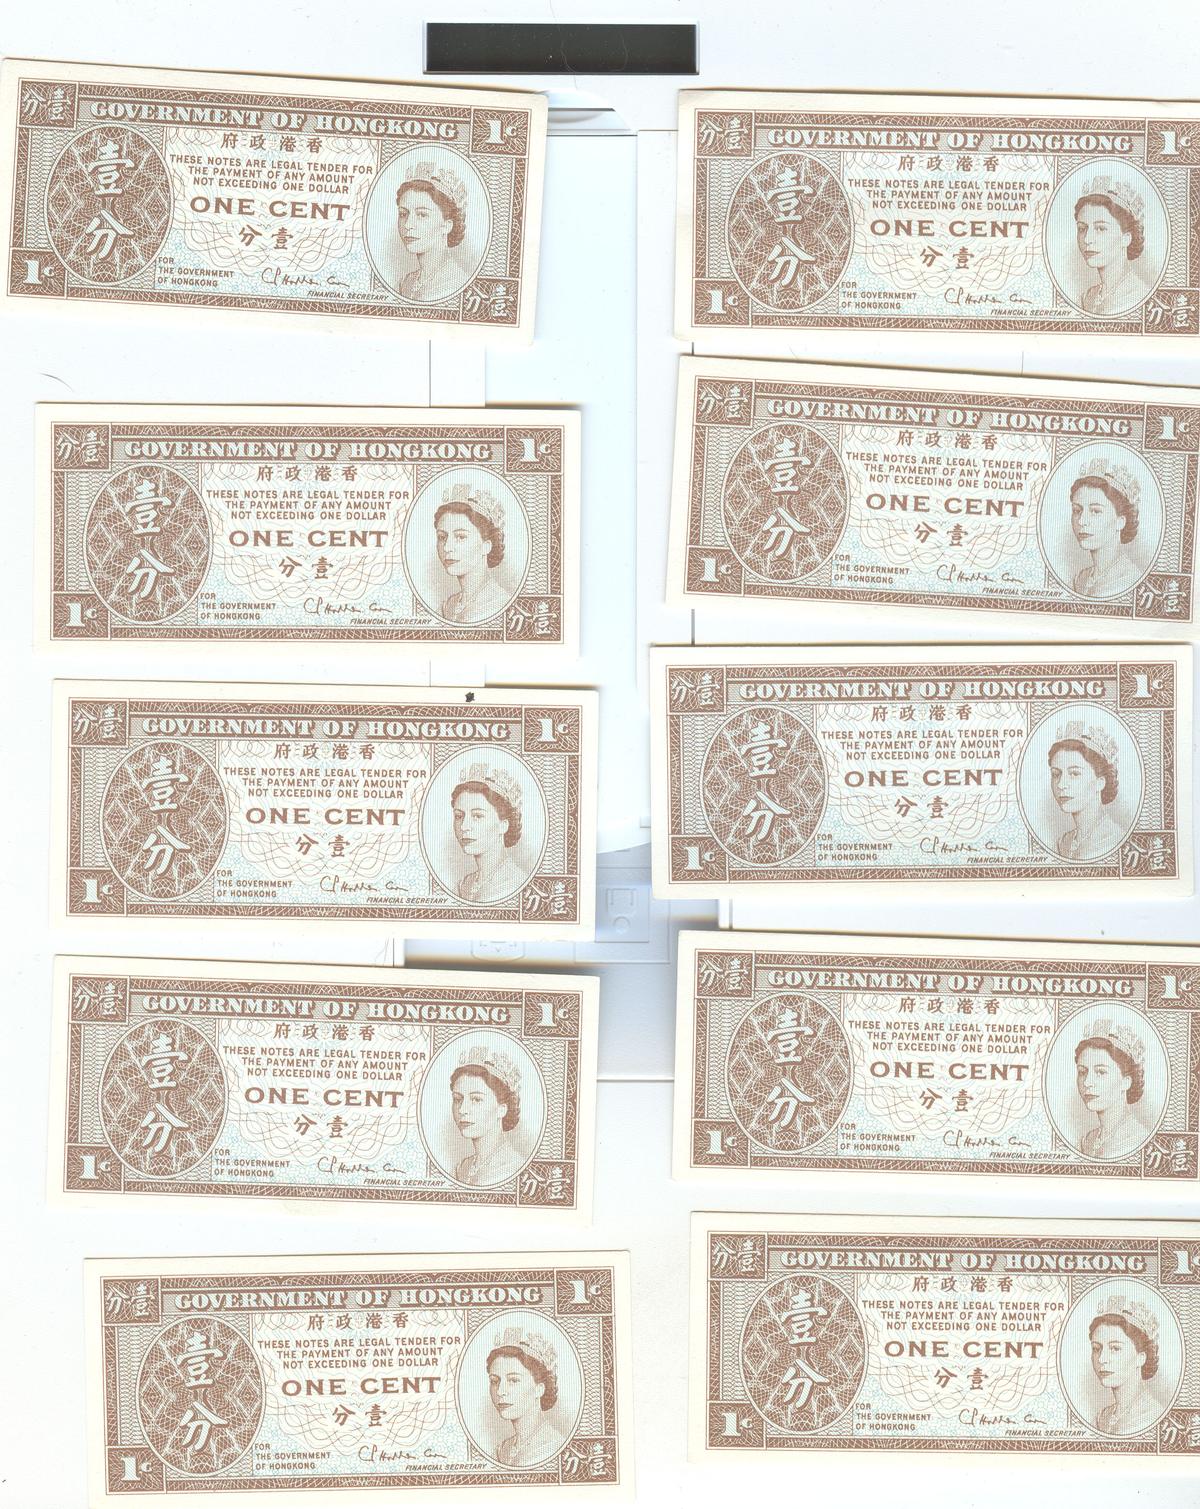 壹分 GOVERNMENT OF HONGKONG 1c
香港政府
壹分
THESE NOTES ARE LEGAL TENDER FOR
THE PAYMENT OF ANY AMOUNT
NOT EXCEEDING ONE DOLLAR
ONE CENT
壹分
FOR
THE GOVERNMENT
OF HONGKONG
FINANCIAL SECRETARY
1c 壹分
壹分 GOVERNMENT OF HONGKONG 1c
香港政府
壹分
THESE NOTES ARE LEGAL TENDER FOR
THE PAYMENT OF ANY AMOUNT
NOT EXCEEDING ONE DOLLAR
ONE CENT
壹分
FOR
THE GOVERNMENT
OF HONGKONG
FINANCIAL SECRETARY
1c 壹分
壹分 GOVERNMENT OF HONGKONG 1c
香港政府
壹分
THESE NOTES ARE LEGAL TENDER FOR
THE PAYMENT OF ANY AMOUNT
NOT EXCEEDING ONE DOLLAR
ONE CENT
壹分
FOR
THE GOVERNMENT
OF HONGKONG
FINANCIAL SECRETARY
1c 壹分
壹分 GOVERNMENT OF HONGKONG 1c
香港政府
壹分
THESE NOTES ARE LEGAL TENDER FOR
THE PAYMENT OF ANY AMOUNT
NOT EXCEEDING ONE DOLLAR
ONE CENT
壹分
FOR
THE GOVERNMENT
OF HONGKONG
FINANCIAL SECRETARY
1c 壹分
壹分 GOVERNMENT OF HONGKONG 1c
香港政府
壹分
THESE NOTES ARE LEGAL TENDER FOR
THE PAYMENT OF ANY AMOUNT
NOT EXCEEDING ONE DOLLAR
ONE CENT
壹分
FOR
THE GOVERNMENT
OF HONGKONG
FINANCIAL SECRETARY
1c 壹分
壹分 GOVERNMENT OF HONGKONG 1c
香港政府
壹分
THESE NOTES ARE LEGAL TENDER FOR
THE PAYMENT OF ANY AMOUNT
NOT EXCEEDING ONE DOLLAR
ONE CENT
壹分
FOR
THE GOVERNMENT
OF HONGKONG
FINANCIAL SECRETARY
1c 壹分
壹分 GOVERNMENT OF HONGKONG 1c
香港政府
壹分
THESE NOTES ARE LEGAL TENDER FOR
THE PAYMENT OF ANY AMOUNT
NOT EXCEEDING ONE DOLLAR
ONE CENT
壹分
FOR
THE GOVERNMENT
OF HONGKONG
FINANCIAL SECRETARY
1c 壹分
壹分 GOVERNMENT OF HONGKONG 1c
香港政府
壹分
THESE NOTES ARE LEGAL TENDER FOR
THE PAYMENT OF ANY AMOUNT
NOT EXCEEDING ONE DOLLAR
ONE CENT
壹分
FOR
THE GOVERNMENT
OF HONGKONG
FINANCIAL SECRETARY
1c 壹分
壹分 GOVERNMENT OF HONGKONG 1c
香港政府
壹分
THESE NOTES ARE LEGAL TENDER FOR
THE PAYMENT OF ANY AMOUNT
NOT EXCEEDING ONE DOLLAR
ONE CENT
壹分
FOR
THE GOVERNMENT
OF HONGKONG
FINANCIAL SECRETARY
1c 壹分
壹分 GOVERNMENT OF HONGKONG 1c
香港政府
壹分
THESE NOTES ARE LEGAL TENDER FOR
THE PAYMENT OF ANY AMOUNT
NOT EXCEEDING ONE DOLLAR
ONE CENT
壹分
FOR
THE GOVERNMENT
OF HONGKONG
FINANCIAL SECRETARY
1c 壹分